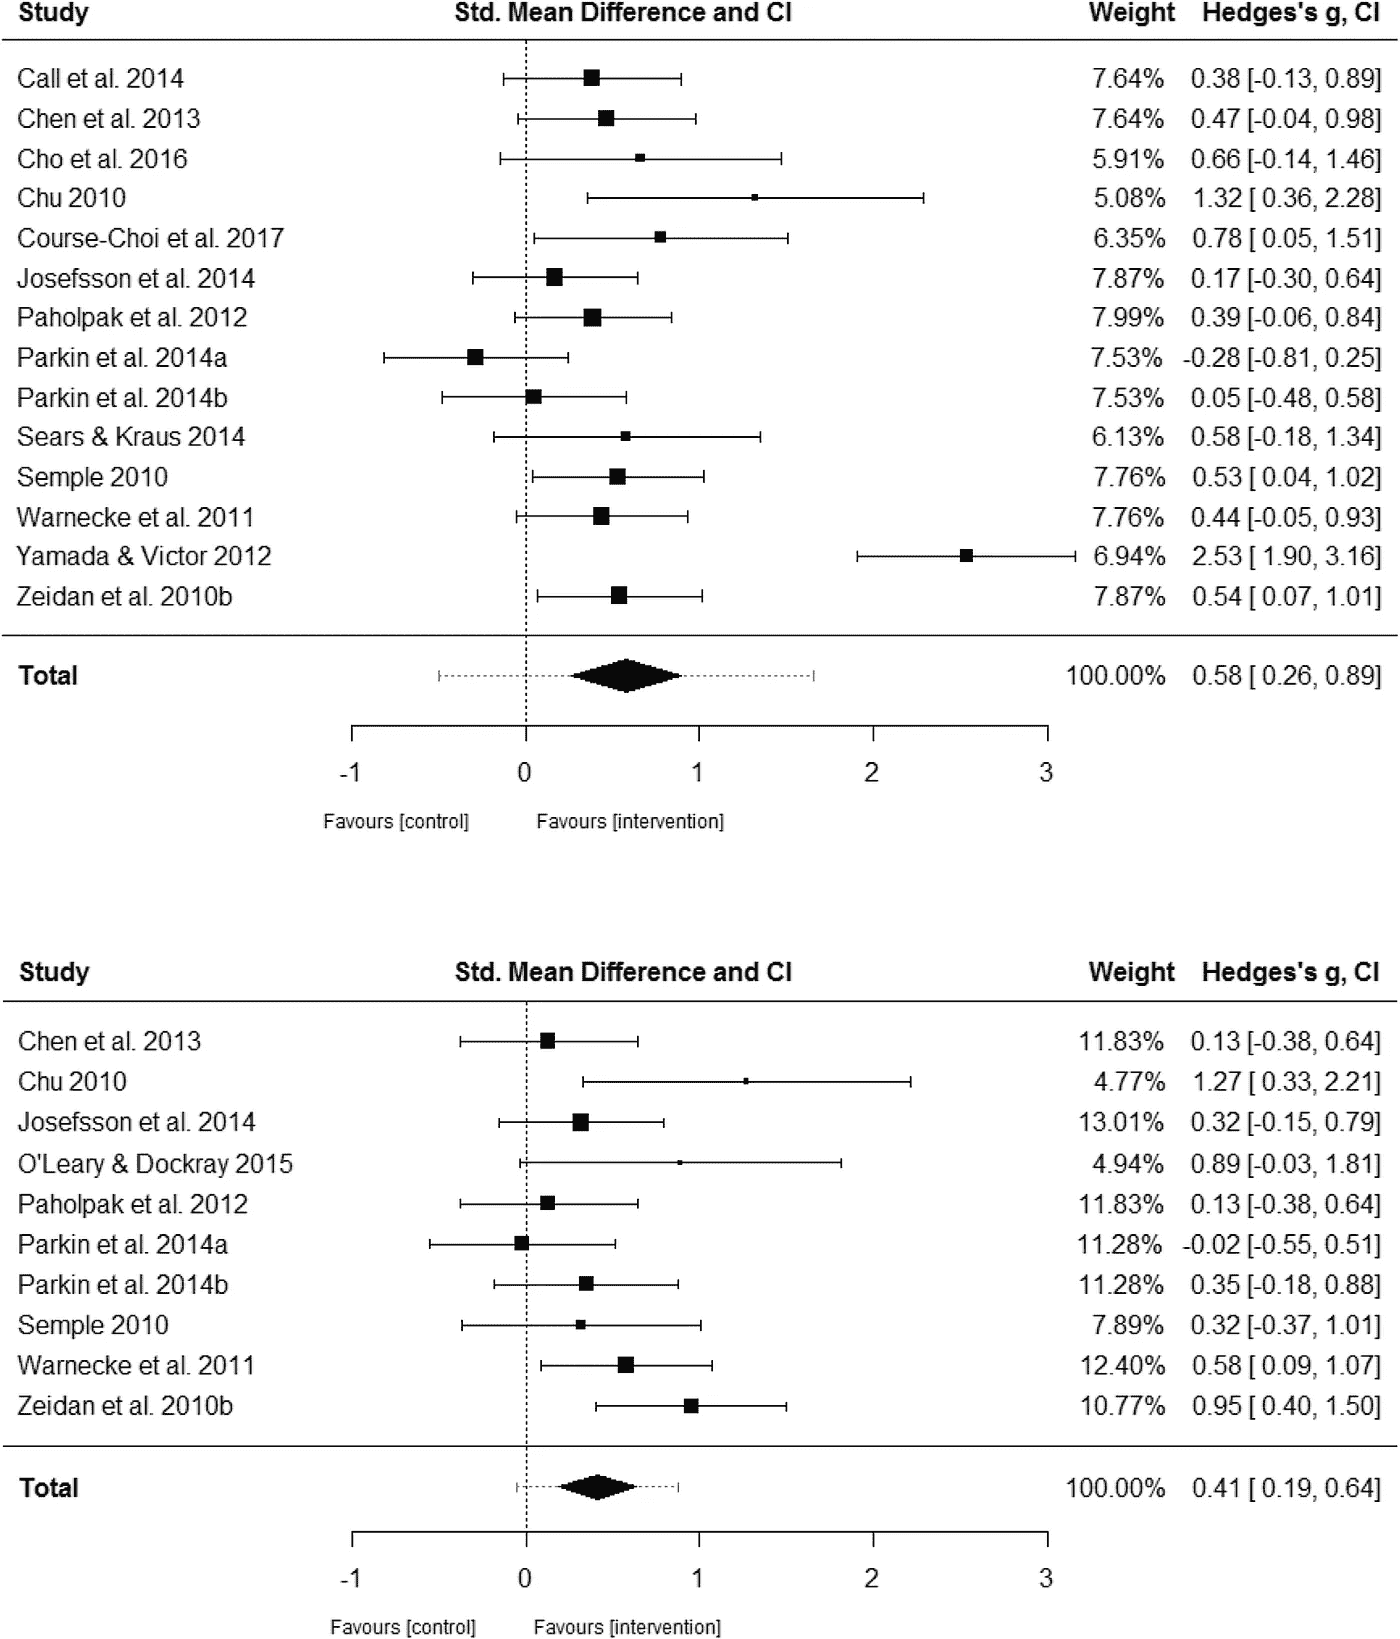 Study Std. Mean Difference and CI Weight Hedges's g, CI
Call et al. 2014 7.64% 0.38 [-0.13, 0.89]
Chen et al. 2013 7.64% 0.47 [-0.04, 0.98]
Cho et al. 2016 5.91% 0.66 [-0.14, 1.46]
Chu 2010 5.08% 1.32 [ 0.36, 2.28]
Course-Choi et al. 2017 6.35% 0.78 [ 0.05, 1.51]
Josefsson et al. 2014 7.87% 0.17 [-0.30, 0.64]
Paholpak et al. 2012 7.99% 0.39 [-0.06, 0.84]
Parkin et al. 2014a 7.53% -0.28 [-0.81, 0.25]
Parkin et al. 2014b 7.53% 0.05 [-0.48, 0.58]
Sears & Kraus 2014 6.13% 0.58 [-0.18, 1.34]
Semple 2010 7.76% 0.53 [ 0.04, 1.02]
Warnecke et al. 2011 7.76% 0.44 [-0.05, 0.93]
Yamada & Victor 2012 6.94% 2.53 [ 1.90, 3.16]
Zeidan et al. 2010b 7.87% 0.54 [ 0.07, 1.01]
Total 100.00% 0.58 [ 0.26, 0.89]
-1 0 1 2 3
Favours [control] Favours [intervention]
Study Std. Mean Difference and CI Weight Hedges's g, CI
Chen et al. 2013 11.83% 0.13 [-0.38, 0.64]
Chu 2010 4.77% 1.27 [ 0.33, 2.21]
Josefsson et al. 2014 13.01% 0.32 [-0.15, 0.79]
O'Leary & Dockray 2015 4.94% 0.89 [-0.03, 1.81]
Paholpak et al. 2012 11.83% 0.13 [-0.38, 0.64]
Parkin et al. 2014a 11.28% -0.02 [-0.55, 0.51]
Parkin et al. 2014b 11.28% 0.35 [-0.18, 0.88]
Semple 2010 7.89% 0.32 [-0.37, 1.01]
Warnecke et al. 2011 12.40% 0.58 [ 0.09, 1.07]
Zeidan et al. 2010b 10.77% 0.95 [ 0.40, 1.50]
Total 100.00% 0.41 [ 0.19, 0.64]
-1 0 1 2 3
Favours [control] Favours [intervention]